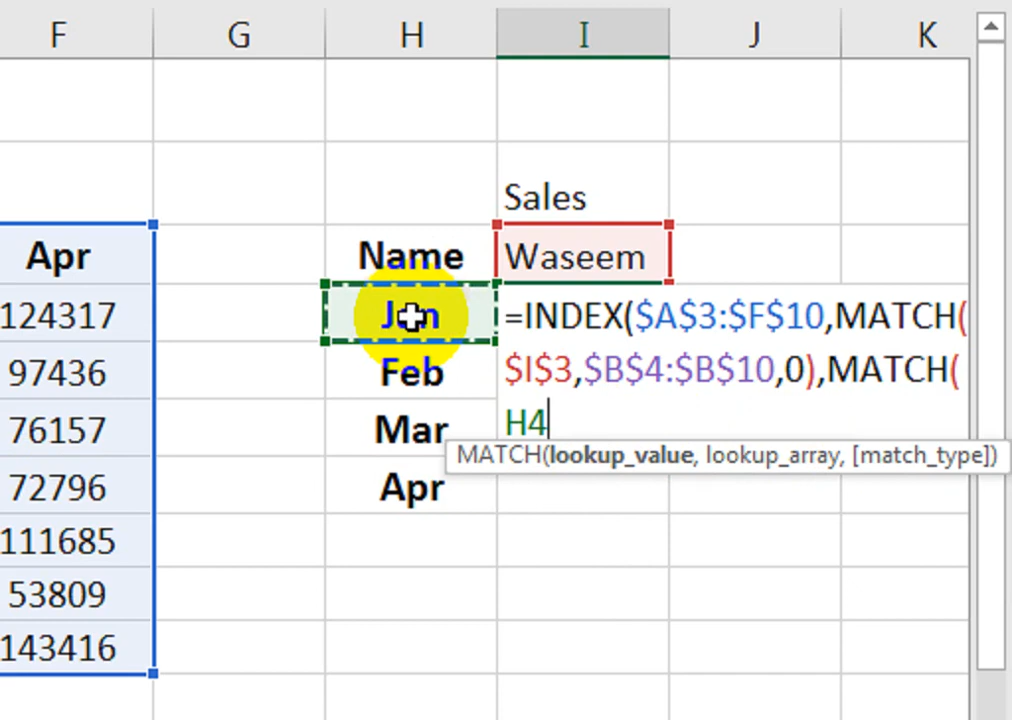 F G H I J K
Sales
Apr Name Waseem
124317 Jan =INDEX($A$3:$F$10,MATCH(
97436 Feb $I$3,$B$4:$B$10,0),MATCH(
H4
76157 Mar MATCH(lookup_value, lookup_array, [match_type])
72796 Apr
111685
53809
143416